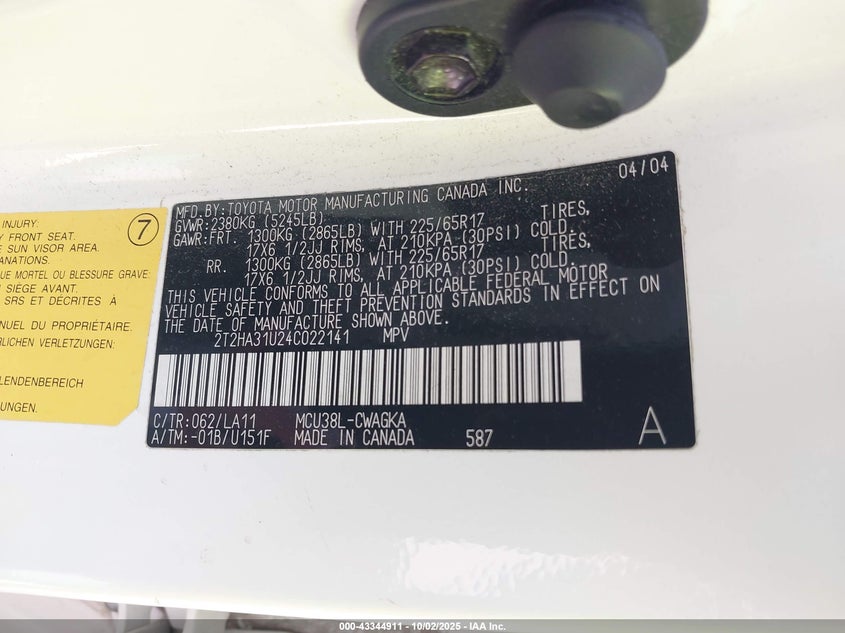 INJURY:
FRONT SEAT.
SUN VISOR AREA.
QUE MORTEL OU BLESSURE GRAVE:
SIÈGE AVANT.
SRS ET DÉCRITES À
NUEL DU PROPRIÉTAIRE.
VERLETZUNGEN:
7
MFD.BY:TOYOTA MOTOR MANUFACTURING CANADA INC. 04/04
GVWR:2380KG (5245LB)
GAWR:FRT. 1300KG (2865LB) WITH 225/65R17 TIRES,
17X6 1/2JJ RIMS, AT 210KPA (30PSI) COLD.
RR. 1300KG (2865LB) WITH 225/65R17 TIRES,
17X6 1/2JJ RIMS, AT 210KPA (30PSI) COLD.
THIS VEHICLE CONFORMS TO ALL APPLICABLE FEDERAL MOTOR
VEHICLE SAFETY AND THEFT PREVENTION STANDARDS IN EFFECT ON
THE DATE OF MANUFACTURE SHOWN ABOVE.
2T2HA31U24C022141 MPV
C/TR:062/LA11 MCU38L-CWAGKA
A/TM:-01B/U151F MADE IN CANADA 587 A
000-43344911 - 10/02/2025 - IAA Inc.